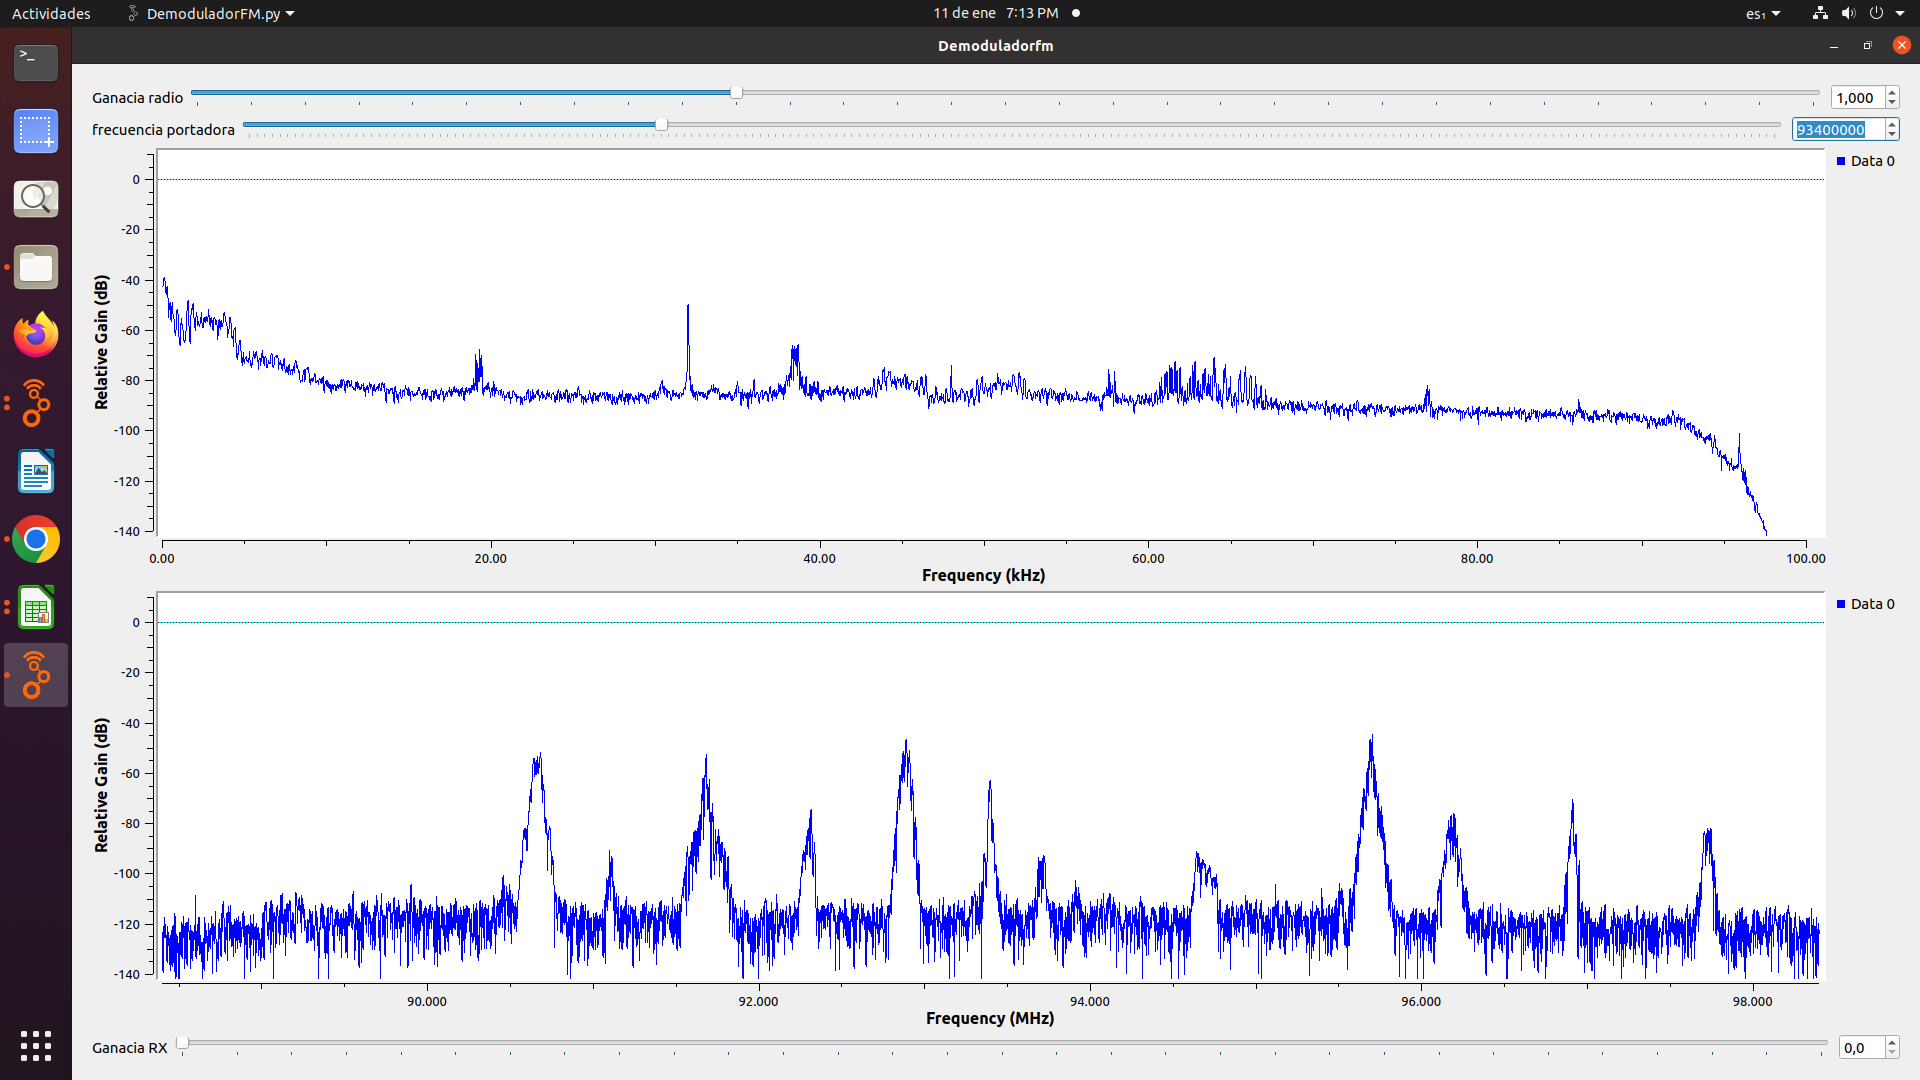 Actividades DemoduladorFM.py 11 de ene 7:13 PM es₁
Demoduladorfm
>_
Ganacia radio 1,000
frecuencia portadora 93400000
Data 0
0
-20
-40
-60
-80
-100
-120
-140
Relative Gain (dB)
0.00 20.00 40.00 60.00 80.00 100.00
Frequency (kHz)
Data 0
0
-20
-40
-60
-80
-100
-120
-140
Relative Gain (dB)
90.000 92.000 94.000 96.000 98.000
Frequency (MHz)
Ganacia RX 0,0